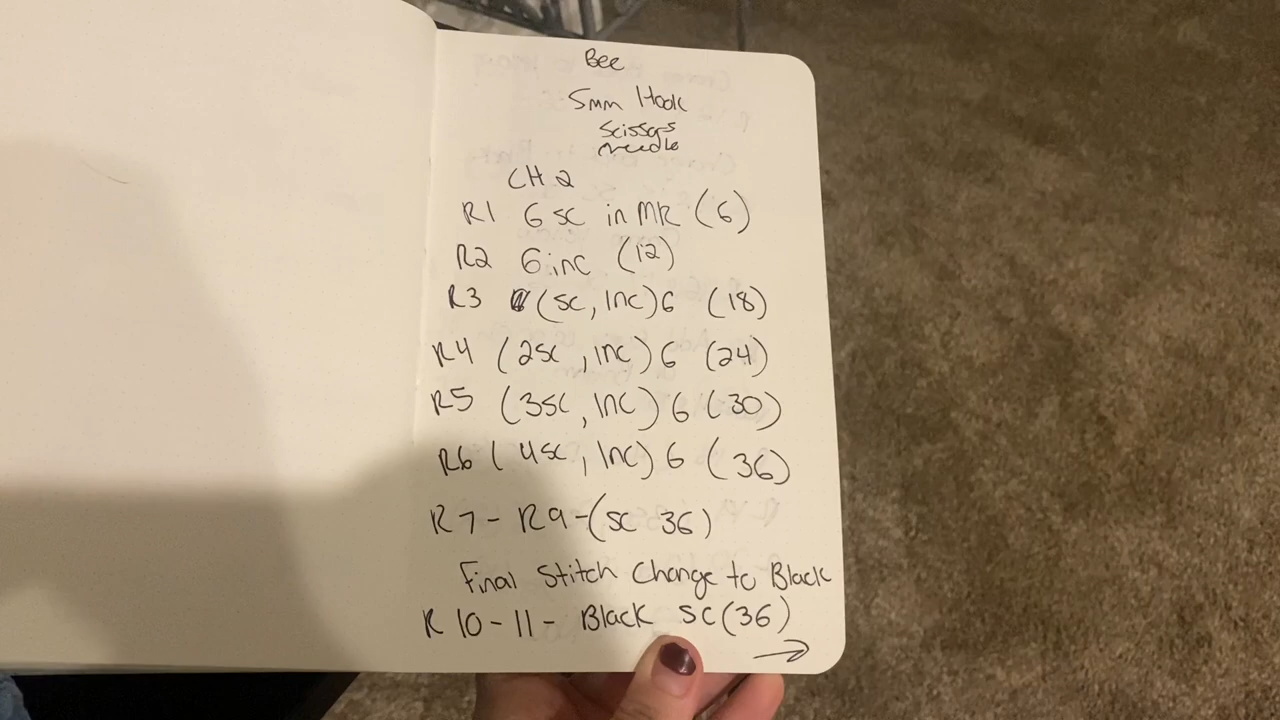 Bee
5mm Hook
Scissors
needle
CH 2
R1 6 sc in MR (6)
R2 6 inc (12)
R3 (sc, Inc) 6 (18)
R4 (2sc, Inc) 6 (24)
R5 (3sc, Inc) 6 (30)
R6 (4sc, Inc) 6 (36)
R7 - R9 - (sc 36)
Final Stitch Change to Black
R 10 - 11 - Black sc (36)
→